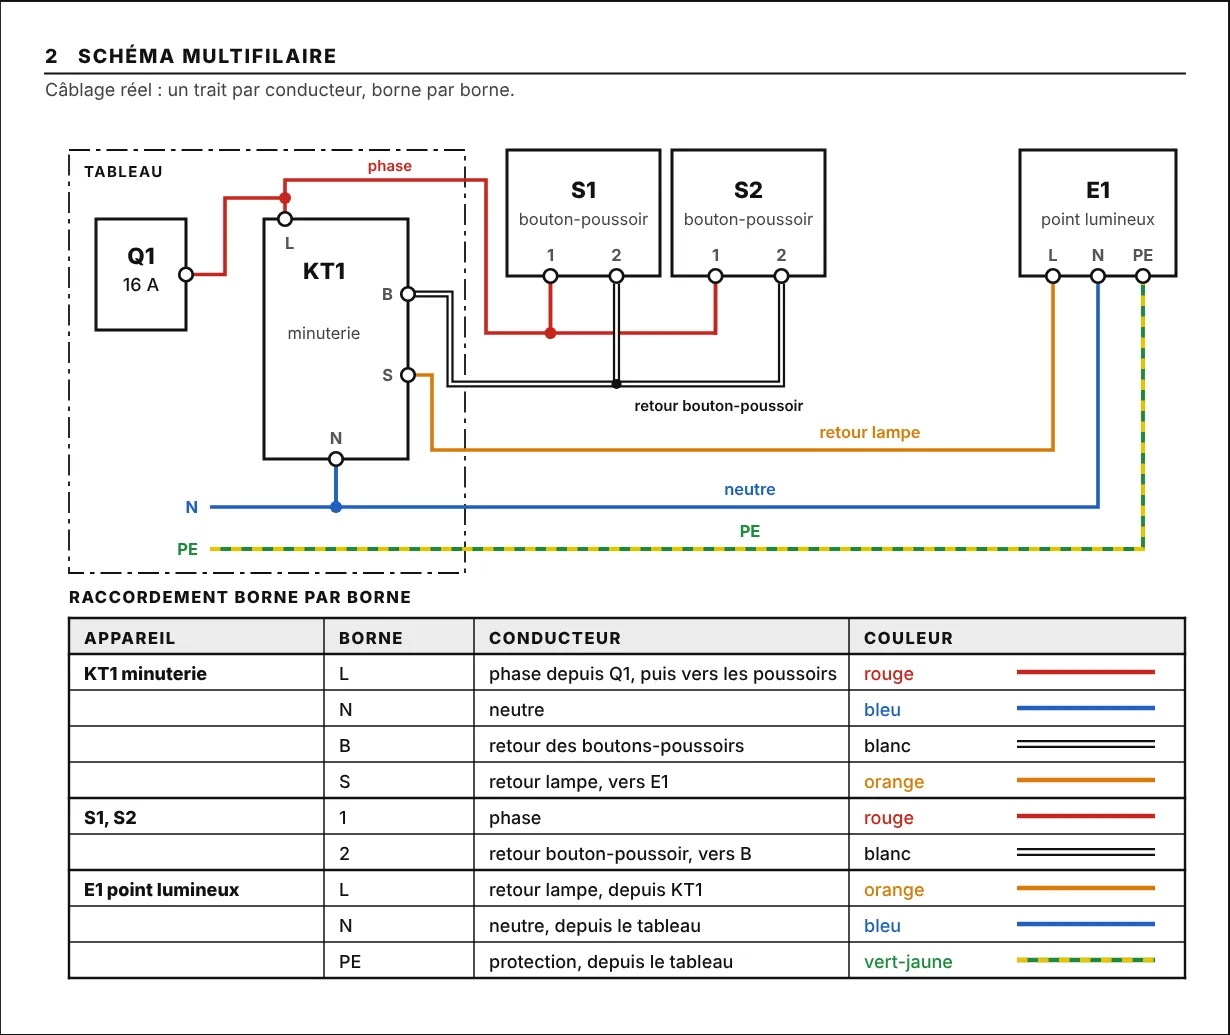 2 SCHÉMA MULTIFILAIRE
Câblage réel : un trait par conducteur, borne par borne.
TABLEAU
phase
Q1
16 A
L
KT1
minuterie
B
S
N
S1
bouton-poussoir
1 2
S2
bouton-poussoir
1 2
E1
point lumineux
L N PE
retour bouton-poussoir
retour lampe
neutre
N
PE
PE
RACCORDEMENT BORNE PAR BORNE
APPAREIL BORNE CONDUCTEUR COULEUR
KT1 minuterie L phase depuis Q1, puis vers les poussoirs rouge
N neutre bleu
B retour des boutons-poussoirs blanc
S retour lampe, vers E1 orange
S1, S2 1 phase rouge
2 retour bouton-poussoir, vers B blanc
E1 point lumineux L retour lampe, depuis KT1 orange
N neutre, depuis le tableau bleu
PE protection, depuis le tableau vert-jaune